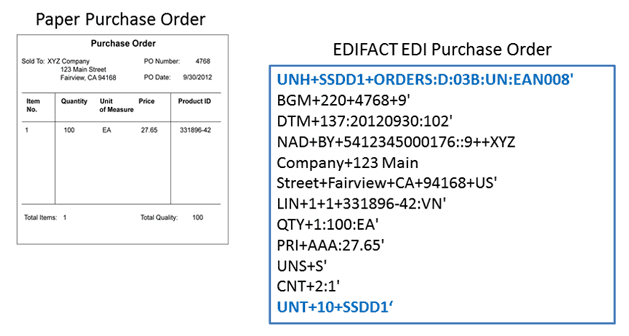 Paper Purchase Order
Purchase Order
Sold To: XYZ Company PO Number: 4768
123 Main Street
Fairview, CA 94168 PO Date: 9/30/2012
Item No. Quantity Unit of Measure Price Product ID
1 100 EA 27.65 331896-42
Total Items: 1 Total Quality: 100
EDIFACT EDI Purchase Order
UNH+SSDD1+ORDERS:D:03B:UN:EAN008'
BGM+220+4768+9'
DTM+137:20120930:102'
NAD+BY+5412345000176::9++XYZ
Company+123 Main
Street+Fairview+CA+94168+US'
LIN+1+1+331896-42:VN'
QTY+1:100:EA'
PRI+AAA:27.65'
UNS+S'
CNT+2:1'
UNT+10+SSDD1‘